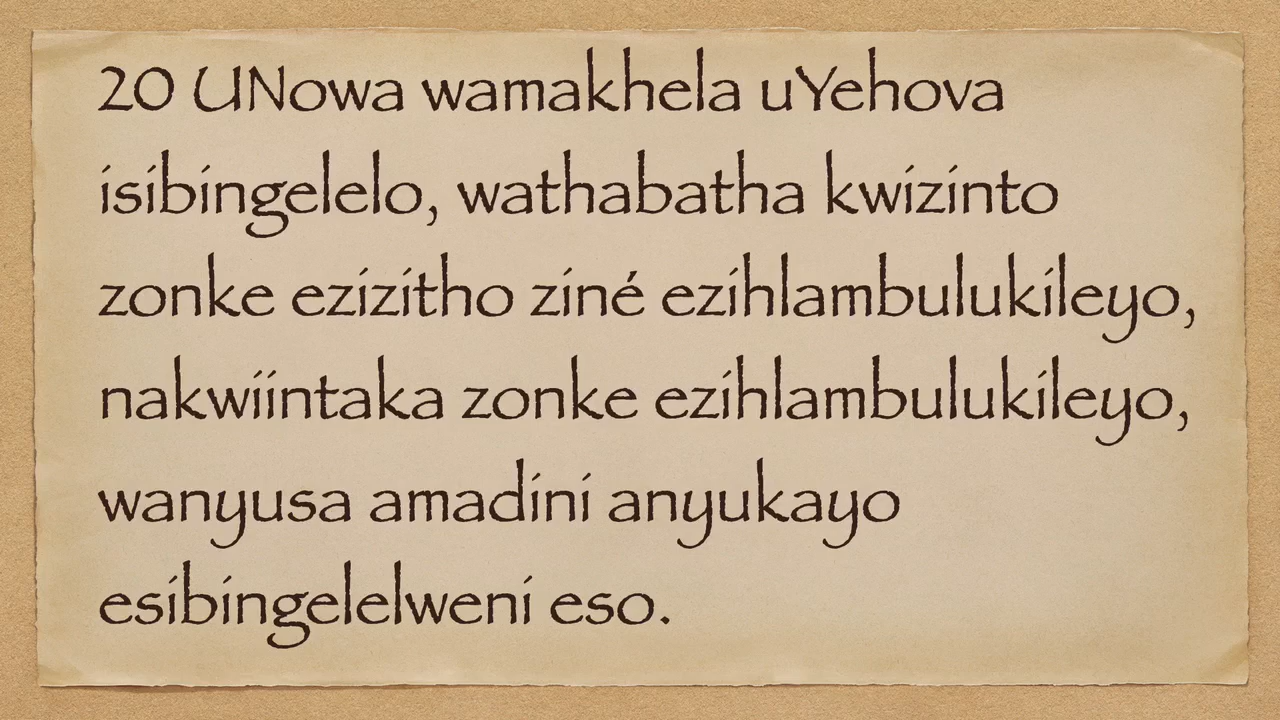 20 UNowa wamakhela uYehova
isibingelelo, wathabatha kwizinto
zonke ezizitho ziné ezihlambulukileyo,
nakwiintaka zonke ezihlambulukileyo,
wanyusa amadini anyukayo
esibingelelweni eso.